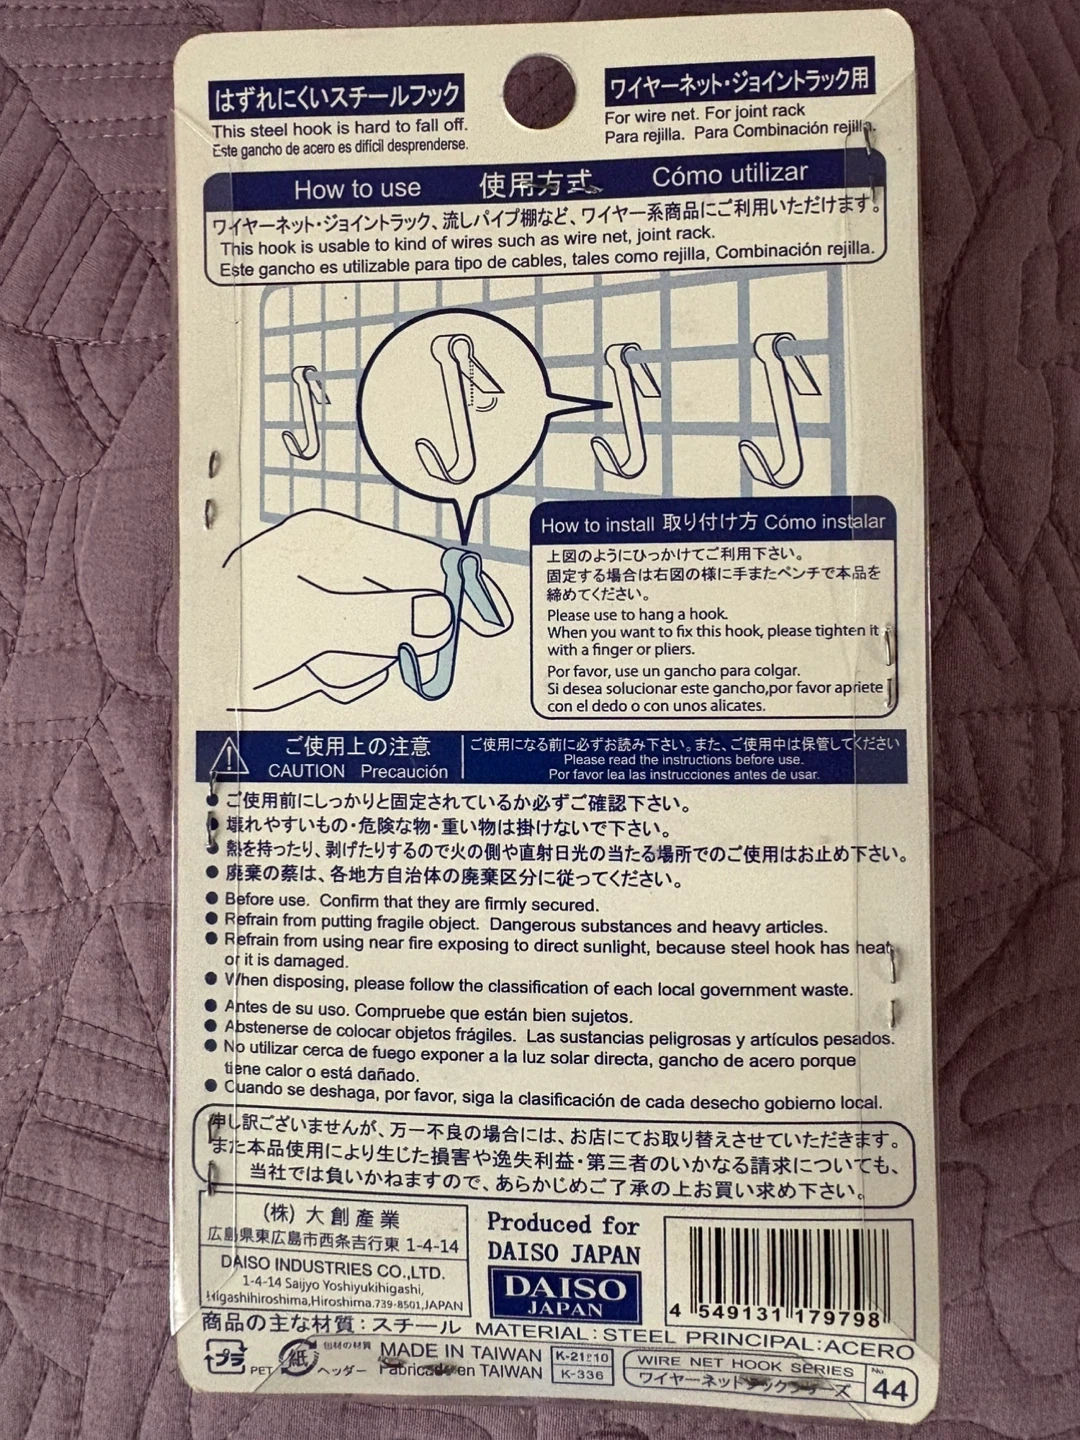 はずれにくいスチールフック
This steel hook is hard to fall off.
Este gancho de acero es difícil desprenderse.
ワイヤーネット・ジョイントラック用
For wire net. For joint rack
Para rejilla. Para Combinación rejilla.
How to use 使用方式 Cómo utilizar
ワイヤーネット・ジョイントラック、流しパイプ棚など、ワイヤー系商品にご利用いただけます。
This hook is usable to kind of wires such as wire net, joint rack.
Este gancho es utilizable para tipo de cables, tales como rejilla, Combinación rejilla.
How to install 取り付け方 Cómo instalar
上図のようにひっかけてご利用下さい。
固定する場合は右図の様に手またペンチで本品を
締めてください。
Please use to hang a hook.
When you want to fix this hook, please tighten it
with a finger or pliers.
Por favor, use un gancho para colgar.
Si desea solucionar este gancho,por favor apriete
con el dedo o con unos alicates.
ご使用上の注意
CAUTION Precaución
ご使用になる前に必ずお読み下さい。また、ご使用中は保管してください
Please read the instructions before use.
Por favor lea las instrucciones antes de usar.
● ご使用前にしっかりと固定されているか必ずご確認下さい。
● 壊れやすいもの・危険な物・重い物は掛けないで下さい。
● 熱を持ったり、剥げたりするので火の側や直射日光の当たる場所でのご使用はお止め下さい。
● 廃棄の蔡は、各地方自治体の廃棄区分に従ってください。
● Before use. Confirm that they are firmly secured.
● Refrain from putting fragile object. Dangerous substances and heavy articles.
● Refrain from using near fire exposing to direct sunlight, because steel hook has heat
or it is damaged.
● When disposing, please follow the classification of each local government waste.
● Antes de su uso. Compruebe que están bien sujetos.
● Abstenerse de colocar objetos frágiles. Las sustancias peligrosas y artículos pesados.
● No utilizar cerca de fuego exponer a la luz solar directa, gancho de acero porque
tiene calor o está dañado.
● Cuando se deshaga, por favor, siga la clasificación de cada desecho gobierno local.
申し訳ございませんが、万一不良の場合には、お店にてお取り替えさせていただきます。
また本品使用により生じた損害や逸失利益・第三者のいかなる請求についても、
当社では負いかねますので、あらかじめご了承の上お買い求め下さい。
(株) 大創產業
広島県東広島市西条吉行東 1-4-14
DAISO INDUSTRIES CO.,LTD.
1-4-14 Saijyo Yoshiyukihigashi,
Higashihiroshima,Hiroshima.739-8501,JAPAN
Produced for
DAISO JAPAN
DAISO
JAPAN
4 549131 179798
商品の主な材質：スチール MATERIAL：STEEL PRINCIPAL：ACERO
プラ
PET
紙
包材の材質
ヘッダー
MADE IN TAIWAN
Fabricado en TAIWAN
K-336
WIRE NET HOOK SERIES
No. 44